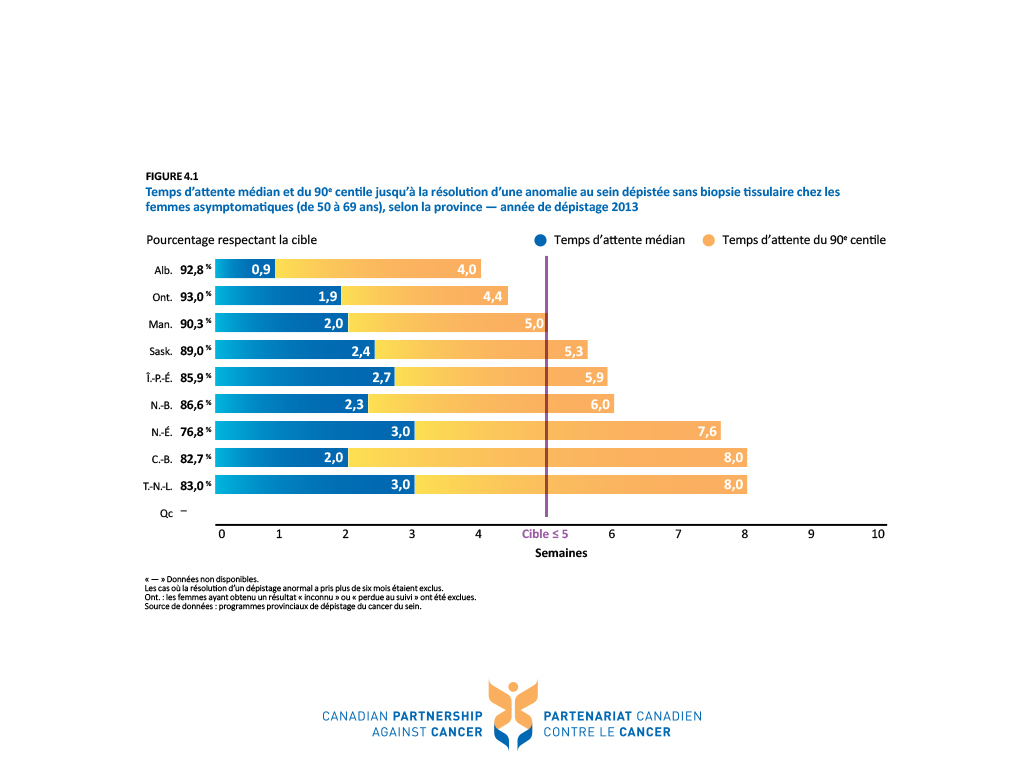 FIGURE 4.1
Temps d’attente médian et du 90e centile jusqu’à la résolution d’une anomalie au sein dépistée sans biopsie tissulaire chez les
femmes asymptomatiques (de 50 à 69 ans), selon la province — année de dépistage 2013
Pourcentage respectant la cible
Temps d’attente médian
Temps d’attente du 90e centile
Alb. 92,8 % 0,9 4,0
Ont. 93,0 % 1,9 4,4
Man. 90,3 % 2,0 5,0
Sask. 89,0 % 2,4 5,3
Î.-P.-É. 85,9 % 2,7 5,9
N.-B. 86,6 % 2,3 6,0
N.-É. 76,8 % 3,0 7,6
C.-B. 82,7 % 2,0 8,0
T.-N.-L. 83,0 % 3,0 8,0
Qc –
0 1 2 3 4 Cible ≤ 5 6 7 8 9 10
Semaines
« — » Données non disponibles.
Les cas où la résolution d’un dépistage anormal a pris plus de six mois étaient exclus.
Ont. : les femmes ayant obtenu un résultat « inconnu » ou « perdue au suivi » ont été exclues.
Source de données : programmes provinciaux de dépistage du cancer du sein.
CANADIAN PARTNERSHIP
AGAINST CANCER
PARTENARIAT CANADIEN
CONTRE LE CANCER